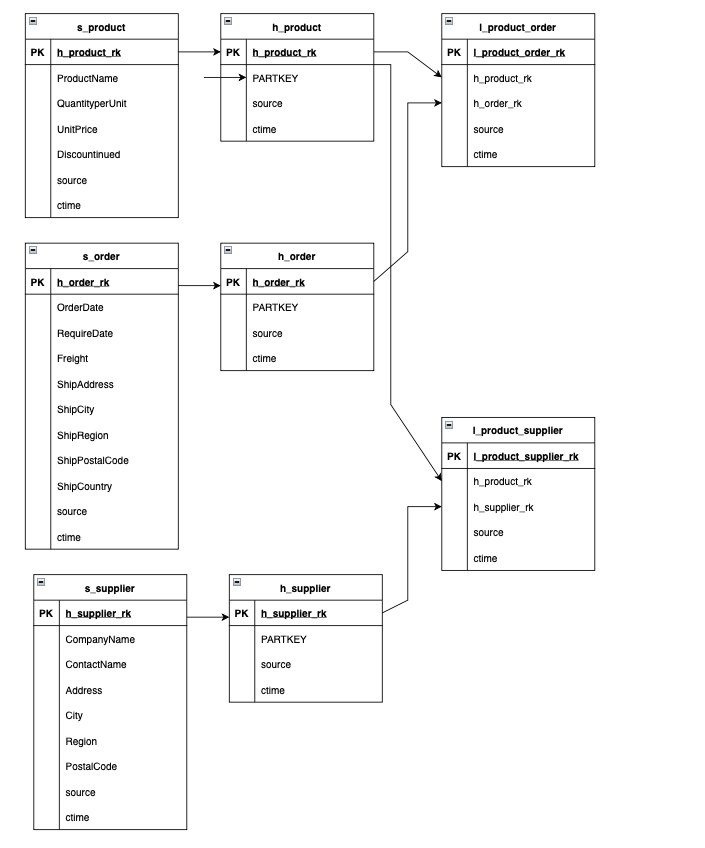 s_product
PK h_product_rk
ProductName
QuantityperUnit
UnitPrice
Discountinued
source
ctime
h_product
PK h_product_rk
PARTKEY
source
ctime
l_product_order
PK l_product_order_rk
h_product_rk
h_order_rk
source
ctime
s_order
PK h_order_rk
OrderDate
RequireDate
Freight
ShipAddress
ShipCity
ShipRegion
ShipPostalCode
ShipCountry
source
ctime
h_order
PK h_order_rk
PARTKEY
source
ctime
l_product_supplier
PK l_product_supplier_rk
h_product_rk
h_supplier_rk
source
ctime
s_supplier
PK h_supplier_rk
CompanyName
ContactName
Address
City
Region
PostalCode
source
ctime
h_supplier
PK h_supplier_rk
PARTKEY
source
ctime